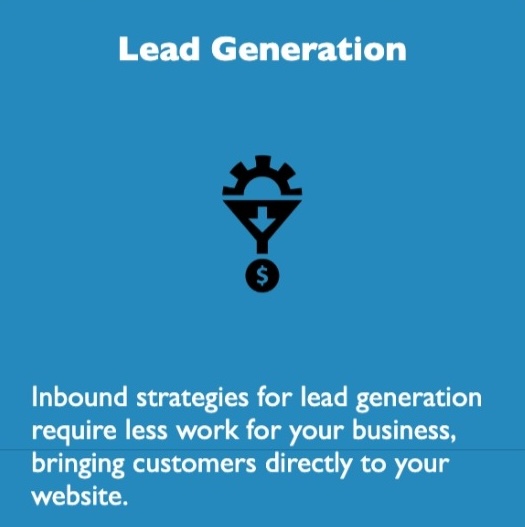 Lead Generation
$
Inbound strategies for lead generation
require less work for your business,
bringing customers directly to your
website.